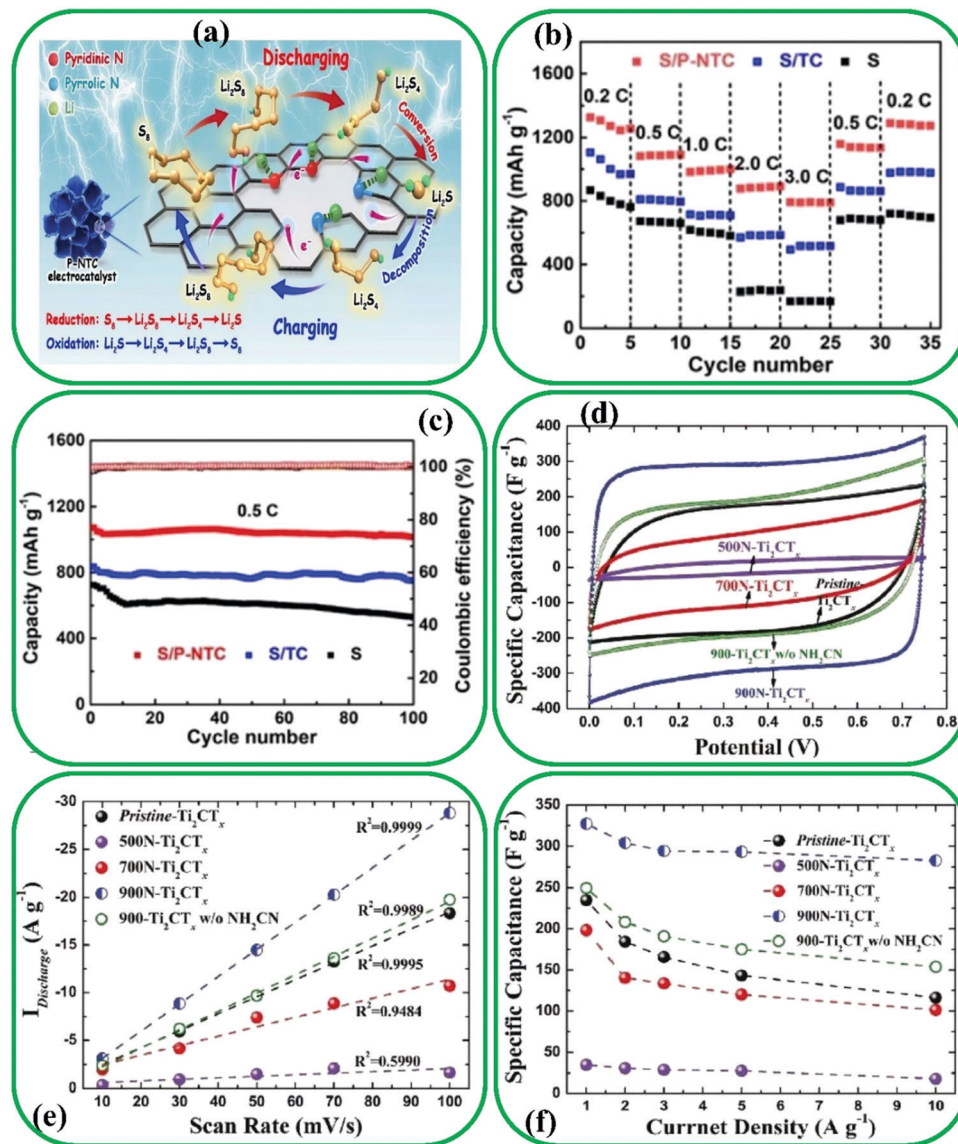 (a)
Pyridinic N
Pyrrolic N
Li
Discharging
Li₂S₈
Li₂S₄
S₈
Conversion
e⁻
Li₂S
P-NTC
electrocatalyst
e⁻
Decomposition
Li₂S₈
Li₂S₄
Charging
Reduction: S₈→Li₂S₈→Li₂S₄→Li₂S
Oxidation: Li₂S→Li₂S₄→Li₂S₈→S₈
(b)
S/P-NTC S/TC S
1600
1200
800
400
0
0.2 C
0.5 C
1.0 C
2.0 C
3.0 C
0.5 C
0.2 C
Capacity (mAh g⁻¹)
0 5 10 15 20 25 30 35
Cycle number
(c)
1600
1200
800
400
0
100
80
60
40
20
0.5 C
Capacity (mAh g⁻¹)
Coulombic efficiency (%)
S/P-NTC S/TC S
0 20 40 60 80 100
Cycle number
(d)
400
300
200
100
0
-100
-200
-300
-400
Specific Capacitance (F g⁻¹)
500N-Ti₂CTₓ
700N-Ti₂CTₓ
Pristine-
Ti₂CTₓ
900-Ti₂CTₓw/o NH₂CN
900N-Ti₂CTₓ
0.0 0.1 0.2 0.3 0.4 0.5 0.6 0.7 0.8
Potential (V)
(e)
-30
-25
-20
-15
-10
-5
0
I_Discharge (A g⁻¹)
Pristine-Ti₂CTₓ
500N-Ti₂CTₓ
700N-Ti₂CTₓ
900N-Ti₂CTₓ
900-Ti₂CTₓ w/o NH₂CN
R²=0.9999
R²=0.9989
R²=0.9995
R²=0.9484
R²=0.5990
10 20 30 40 50 60 70 80 90 100
Scan Rate (mV/s)
(f)
350
300
250
200
150
100
50
0
Specific Capacitance (F g⁻¹)
Pristine-Ti₂CTₓ
500N-Ti₂CTₓ
700N-Ti₂CTₓ
900N-Ti₂CTₓ
900-Ti₂CTₓw/o NH₂CN
1 2 3 4 5 6 7 8 9 10
Currnet Density (A g⁻¹)